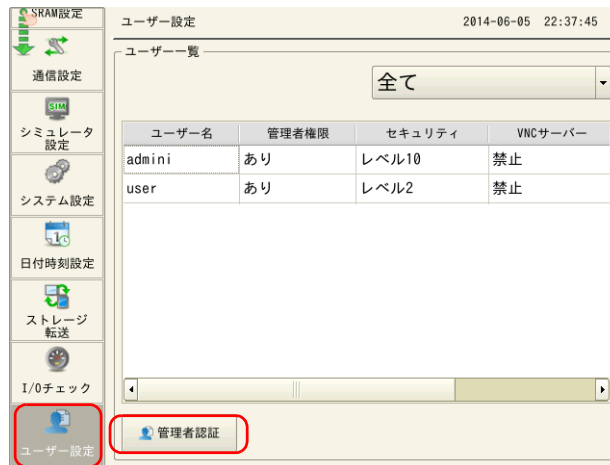 SRAM設定
ユーザー設定
2014-06-05 22:37:45
ユーザー一覧
通信設定
全て
SIM
シミュレータ
設定
ユーザー名 管理者権限 セキュリティ VNCサーバー
admini あり レベル10 禁止
user あり レベル2 禁止
システム設定
日付時刻設定
ストレージ
転送
I/Oチェック
管理者認証
ユーザー設定